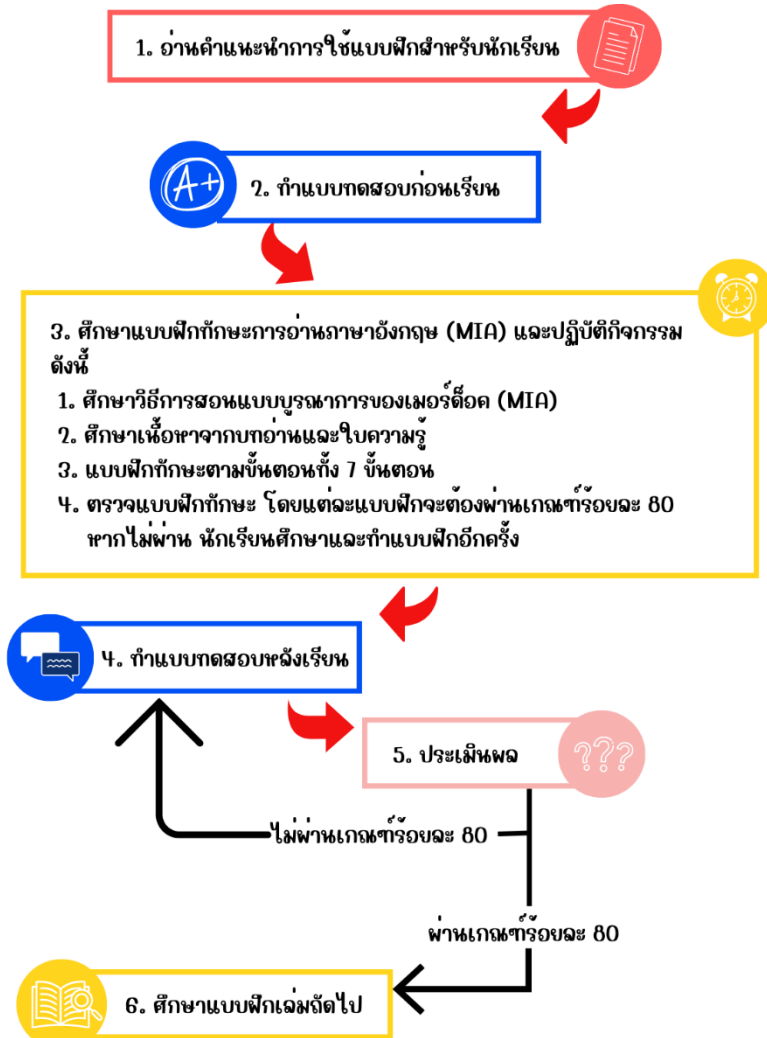 1. อ่านคำแนะนำการใช้แบบฝึกสำหรับนักเรียน
A+
2. ทำแบบทดสอบก่อนเรียน
3. ศึกษาแบบฝึกทักษะการอ่านภาษาอังกฤษ (MIA) และปฏิบัติกิจกรรม
ดังนี้
1. ศึกษาวิธีการสอนแบบบูรณาการของเมอร์ด็อค (MIA)
2. ศึกษาเนื้อหาจากบทอ่านและใบความรู้
3. แบบฝึกทักษะตามขั้นตอนทั้ง 7 ขั้นตอน
4. ตรวจแบบฝึกทักษะ โดยแต่ละแบบฝึกจะต้องผ่านเกณฑ์ร้อยละ 80
หากไม่ผ่าน นักเรียนศึกษาและทำแบบฝึกอีกครั้ง
4. ทำแบบทดสอบหลังเรียน
5. ประเมินผล
???
ไม่ผ่านเกณฑ์ร้อยละ 80
ผ่านเกณฑ์ร้อยละ 80
6. ศึกษาแบบฝึกเล่มถัดไป